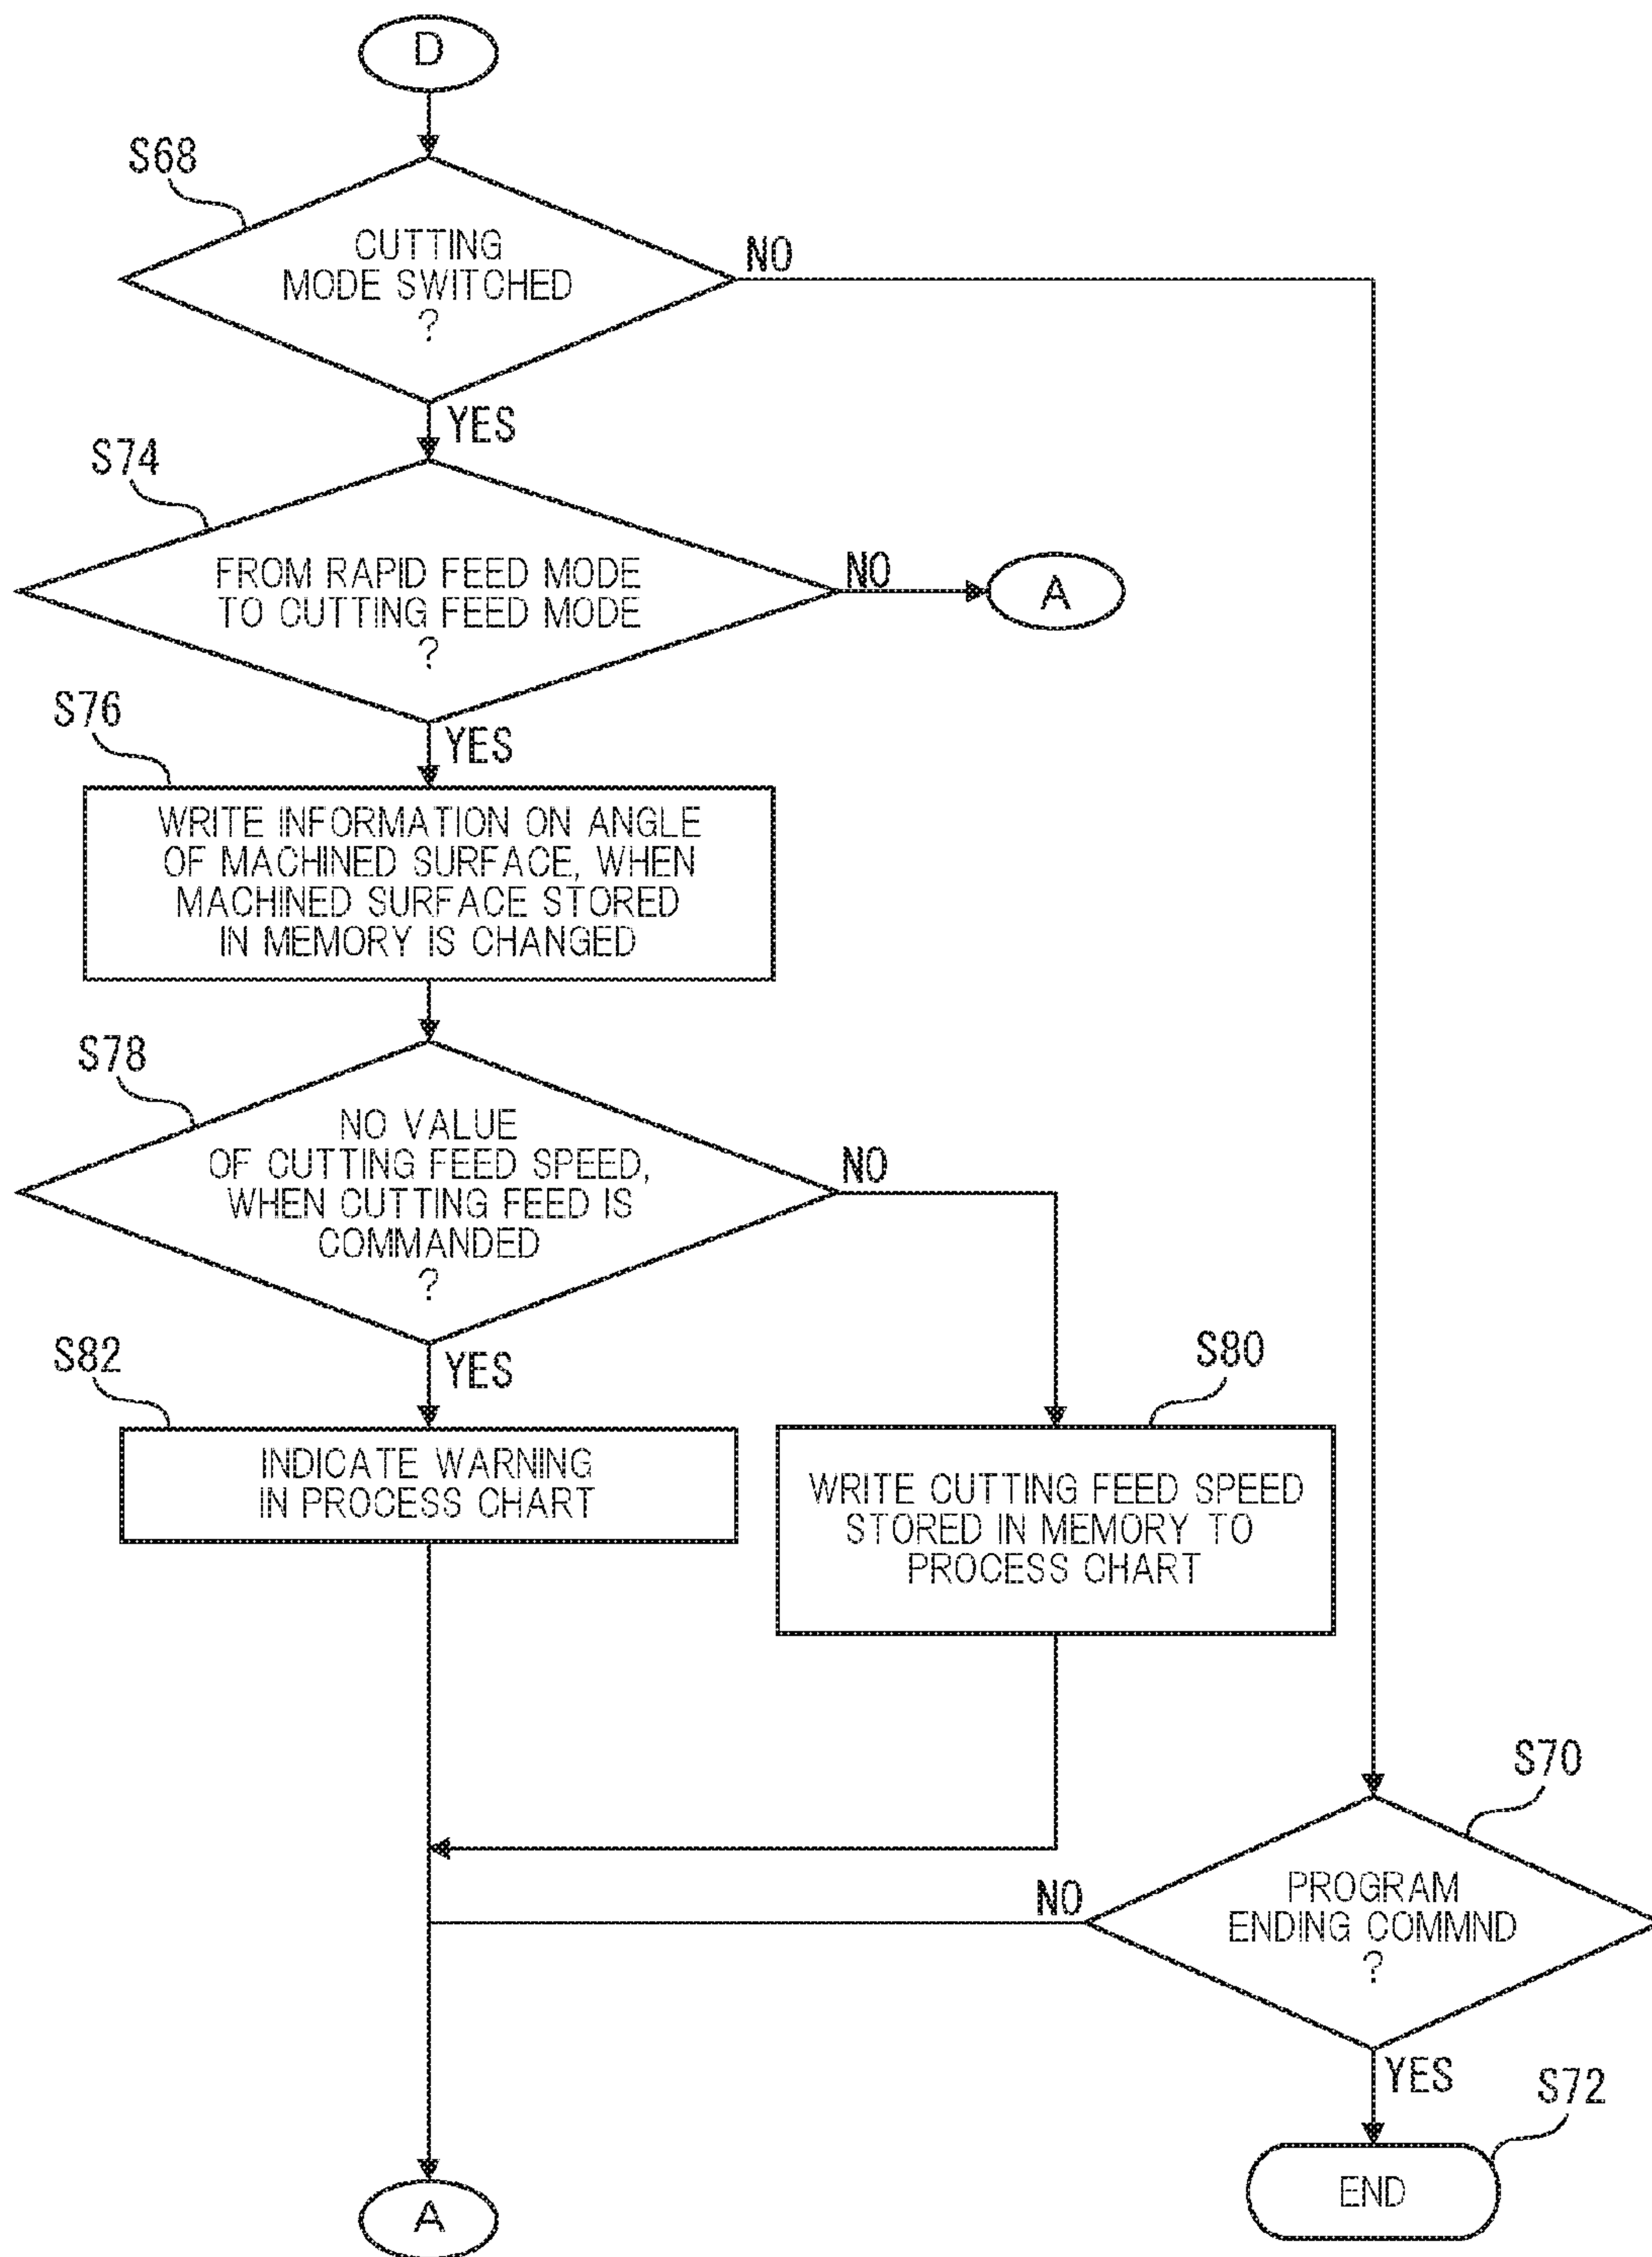 D
S68
CUTTING
MODE SWITCHED
?
NO
YES
S74
FROM RAPID FEED MODE
TO CUTTING FEED MODE
?
NO
A
YES
S76
WRITE INFORMATION ON ANGLE
OF MACHINED SURFACE, WHEN
MACHINED SURFACE STORED
IN MEMORY IS CHANGED
S78
NO VALUE
OF CUTTING FEED SPEED,
WHEN CUTTING FEED IS
COMMANDED
?
NO
YES
S82
INDICATE WARNING
IN PROCESS CHART
S80
WRITE CUTTING FEED SPEED
STORED IN MEMORY TO
PROCESS CHART
S70
PROGRAM
ENDING COMMND
?
NO
YES
S72
END
A